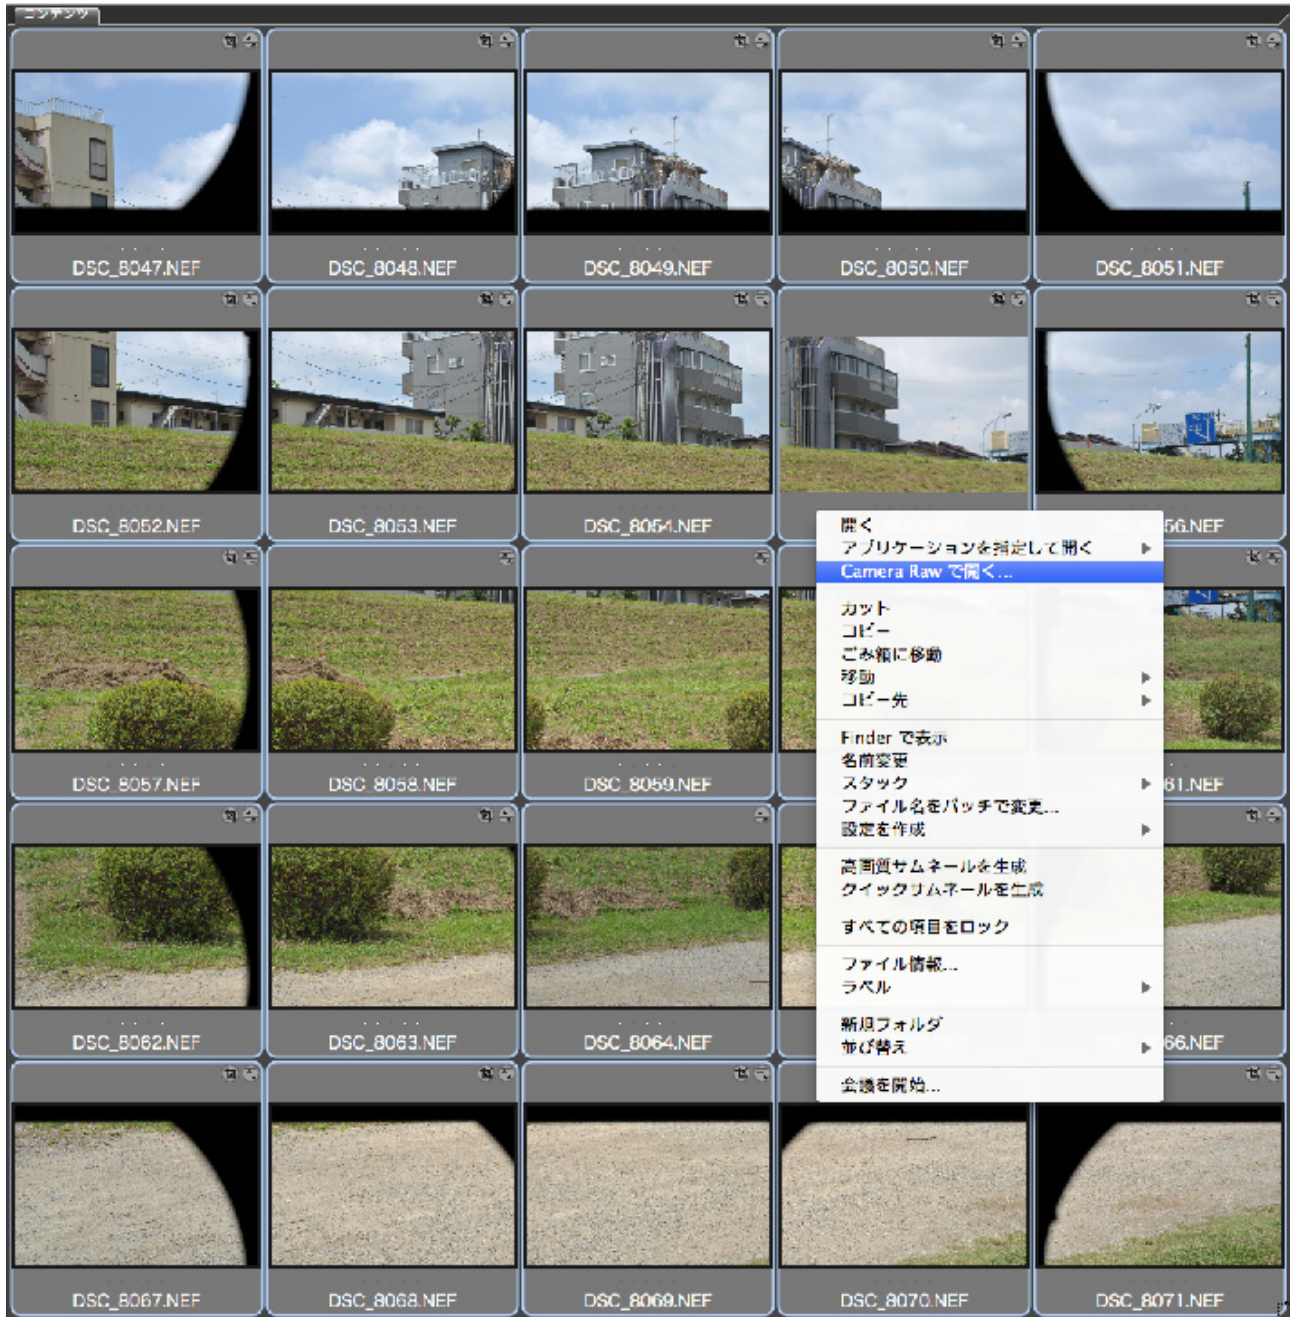 コンテンツ
DSC_8047.NEF
DSC_8048.NEF
DSC_8049.NEF
DSC_8050.NEF
DSC_8051.NEF
DSC_8052.NEF
DSC_8053.NEF
DSC_8054.NEF
56.NEF
開く
アプリケーションを指定して開く
Camera Raw で開く...
カット
コピー
ごみ箱に移動
移動
コピー先
Finder で表示
名前変更
スタック
ファイル名をバッチで変更...
設定を作成
高画質サムネールを生成
クイックサムネールを生成
すべての項目をロック
ファイル情報...
ラベル
新規フォルダ
並び替え
会議を開始...
DSC_8057.NEF
DSC_8058.NEF
DSC_8059.NEF
61.NEF
DSC_8062.NEF
DSC_8063.NEF
DSC_8064.NEF
66.NEF
DSC_8067.NEF
DSC_8068.NEF
DSC_8069.NEF
DSC_8070.NEF
DSC_8071.NEF